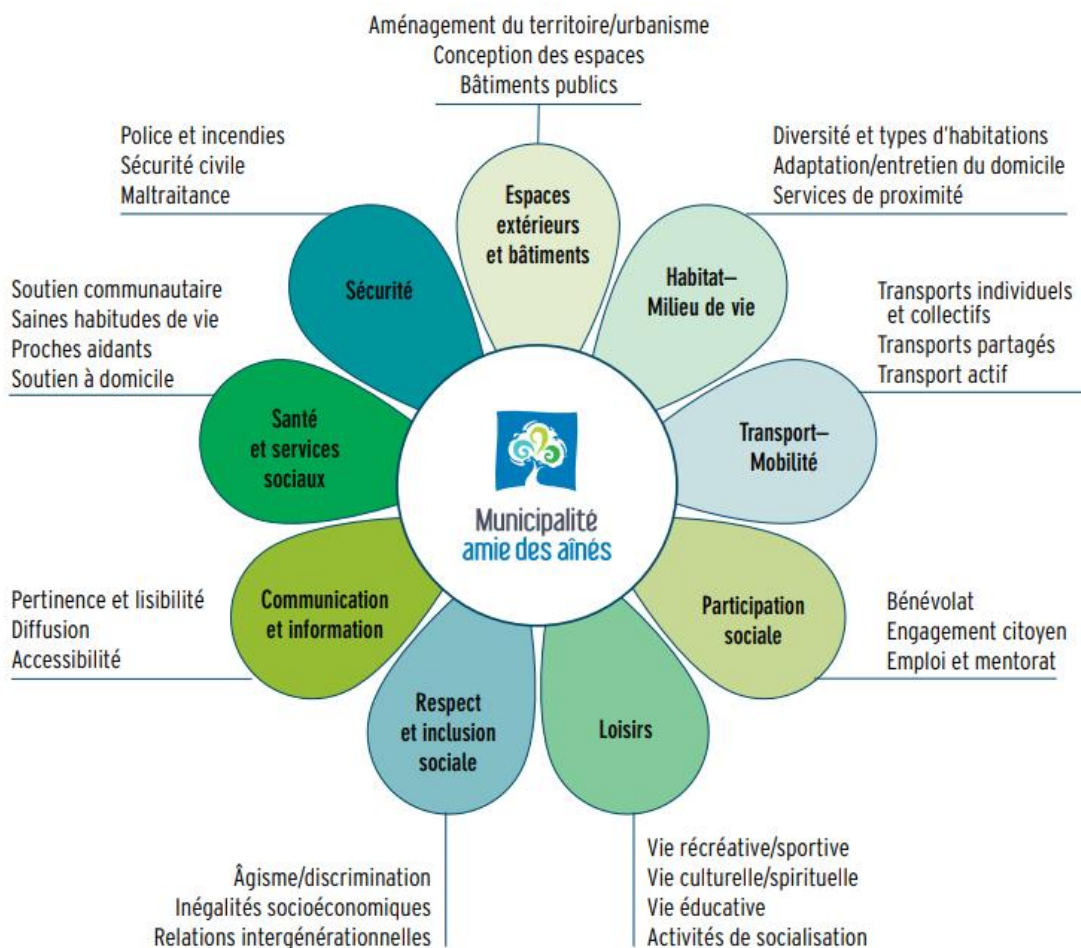 Aménagement du territoire/urbanisme
Conception des espaces
Bâtiments publics
Espaces
extérieurs
et bâtiments
Diversité et types d'habitations
Adaptation/entretien du domicile
Services de proximité
Habitat–
Milieu de vie
Transports individuels
et collectifs
Transports partagés
Transport actif
Transport–
Mobilité
Bénévolat
Engagement citoyen
Emploi et mentorat
Participation
sociale
Vie récréative/sportive
Vie culturelle/spirituelle
Vie éducative
Activités de socialisation
Loisirs
Âgisme/discrimination
Inégalités socioéconomiques
Relations intergénérationnelles
Respect
et inclusion
sociale
Pertinence et lisibilité
Diffusion
Accessibilité
Communication
et information
Soutien communautaire
Saines habitudes de vie
Proches aidants
Soutien à domicile
Santé
et services
sociaux
Police et incendies
Sécurité civile
Maltraitance
Sécurité
Municipalité
amie des aînés